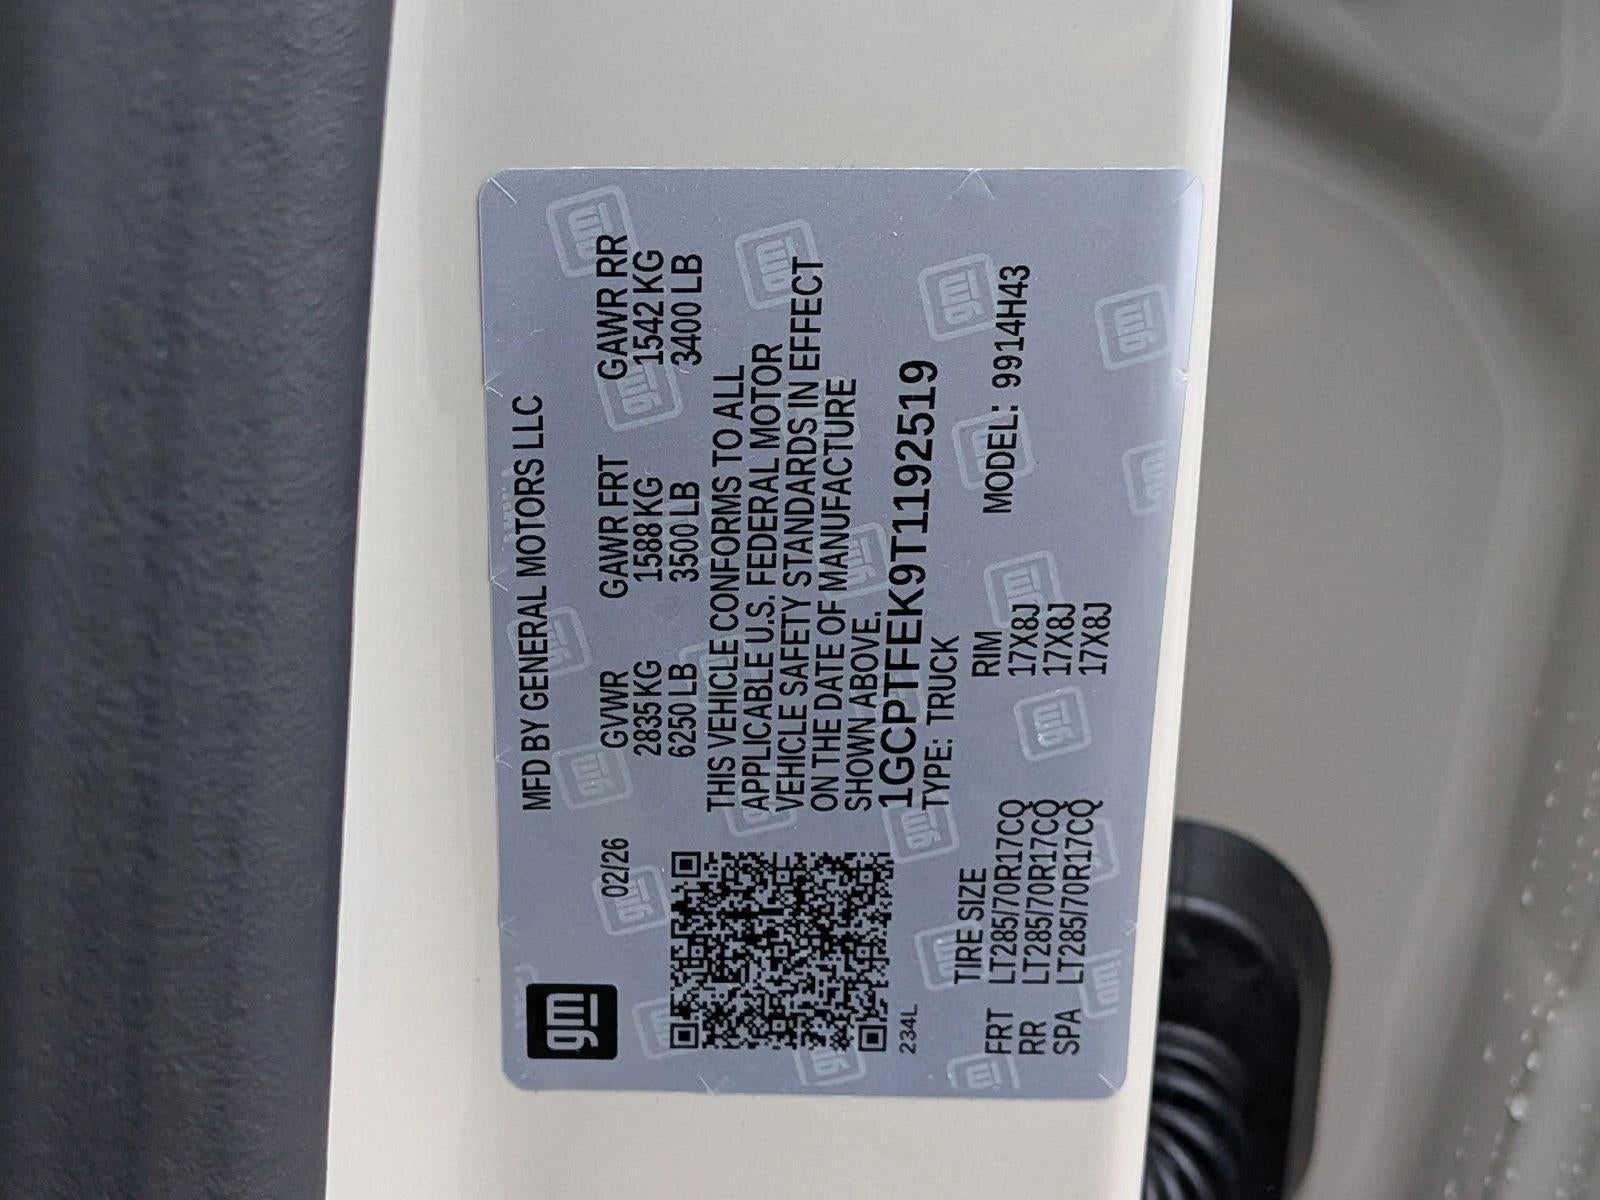 gm
02/26
MFD BY GENERAL MOTORS LLC
GVWR GAWR FRT GAWR RR
2835 KG 1588 KG 1542 KG
6250 LB 3500 LB 3400 LB
THIS VEHICLE CONFORMS TO ALL
APPLICABLE U.S. FEDERAL MOTOR
VEHICLE SAFETY STANDARDS IN EFFECT
ON THE DATE OF MANUFACTURE
SHOWN ABOVE.
1GCPTFEK9T1192519
TYPE: TRUCK
MODEL: 9914H43
234L
TIRE SIZE RIM
FRT LT285/70R17CQ 17X8J
RR LT285/70R17CQ 17X8J
SPA LT285/70R17CQ 17X8J